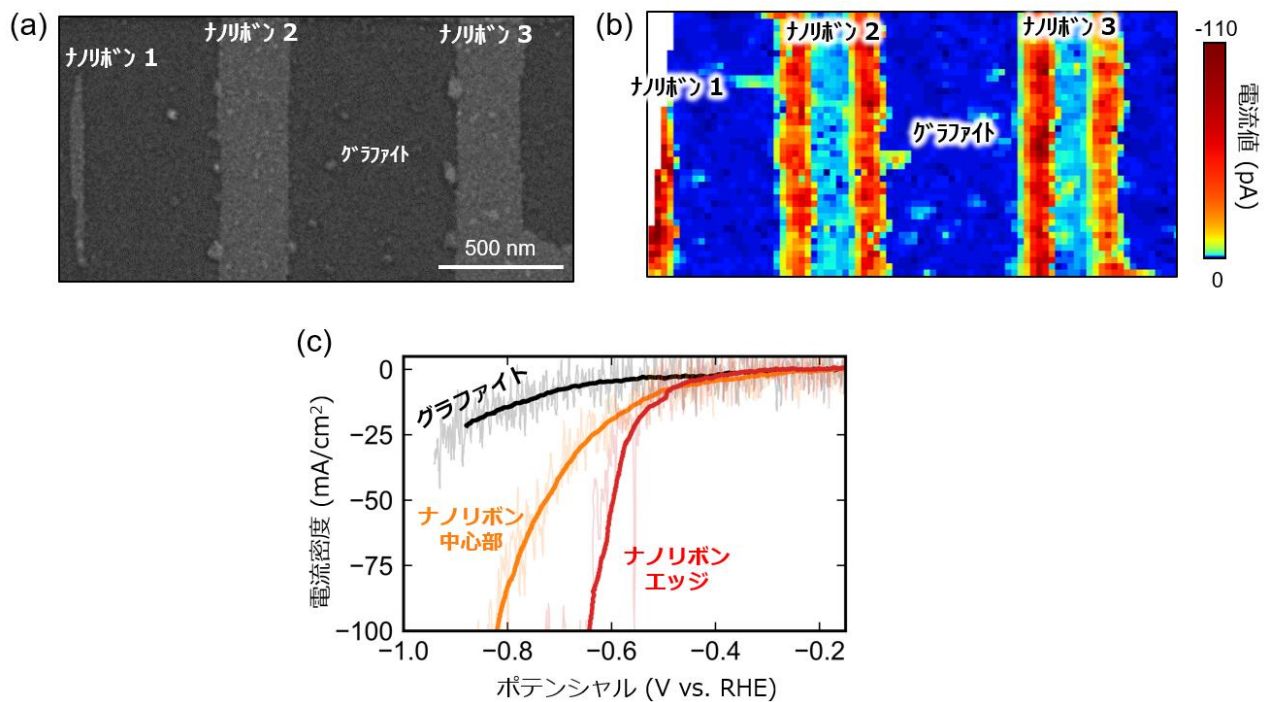 (a)
ﾅﾉﾘﾎﾞﾝ 1
ﾅﾉﾘﾎﾞﾝ 2
ﾅﾉﾘﾎﾞﾝ 3
ｸﾞﾗﾌｧｲﾄ
500 nm
(b)
ﾅﾉﾘﾎﾞﾝ 1
ﾅﾉﾘﾎﾞﾝ 2
ﾅﾉﾘﾎﾞﾝ 3
ｸﾞﾗﾌｧｲﾄ
-110
電流値 (pA)
0
(c)
電流密度 (mA/cm²)
0
−25
−50
−75
−100
グラファイト
ナノリボン
中心部
ナノリボン
エッジ
−1.0 −0.8 −0.6 −0.4 −0.2
ポテンシャル (V vs. RHE)